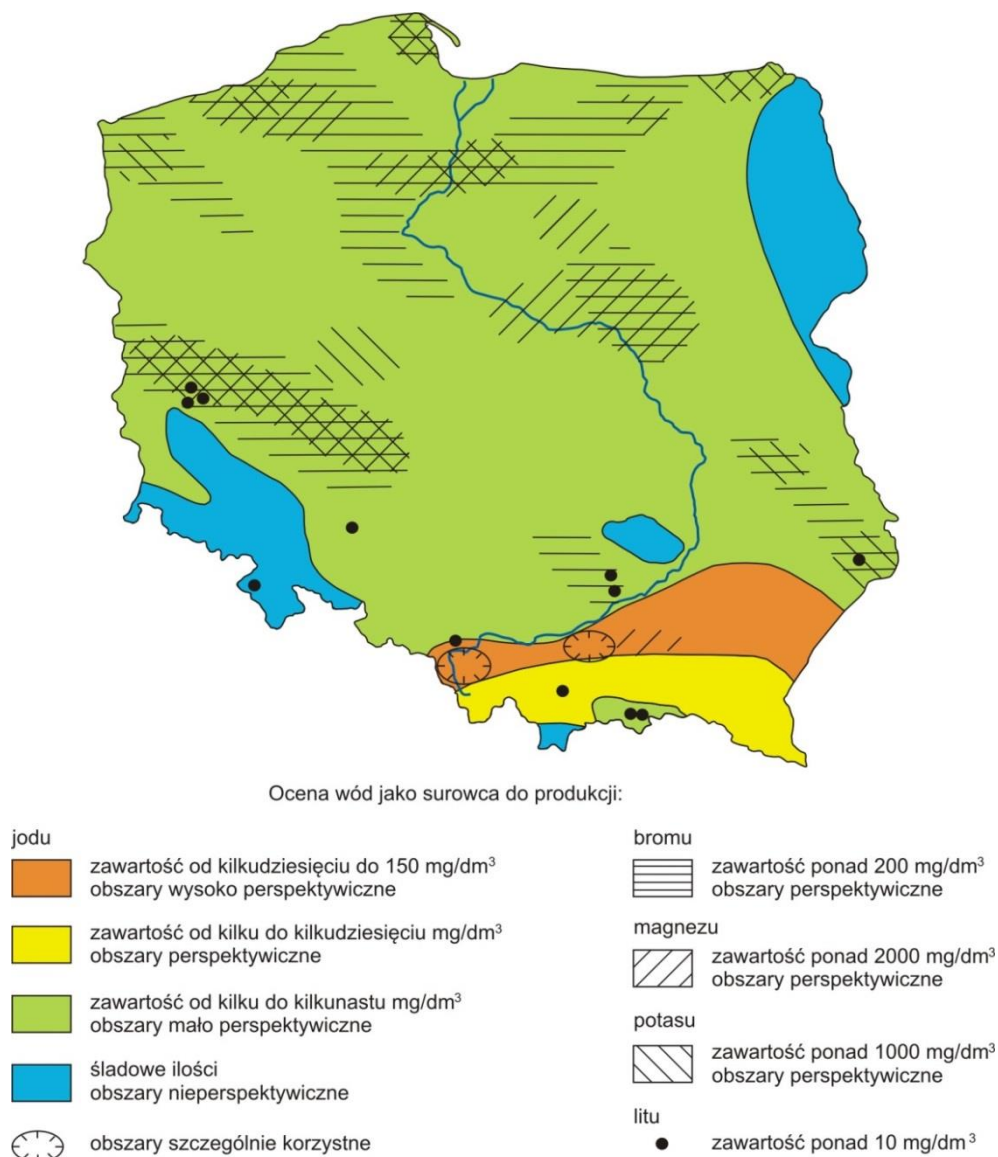 Ocena wód jako surowca do produkcji:
jodu
zawartość od kilkudziesięciu do 150 mg/dm³
obszary wysoko perspektywiczne
zawartość od kilku do kilkudziesięciu mg/dm³
obszary perspektywiczne
zawartość od kilku do kilkunastu mg/dm³
obszary mało perspektywiczne
śladowe ilości
obszary nieperspektywiczne
obszary szczególnie korzystne
bromu
zawartość ponad 200 mg/dm³
obszary perspektywiczne
magnezu
zawartość ponad 2000 mg/dm³
obszary perspektywiczne
potasu
zawartość ponad 1000 mg/dm³
obszary perspektywiczne
litu
zawartość ponad 10 mg/dm³